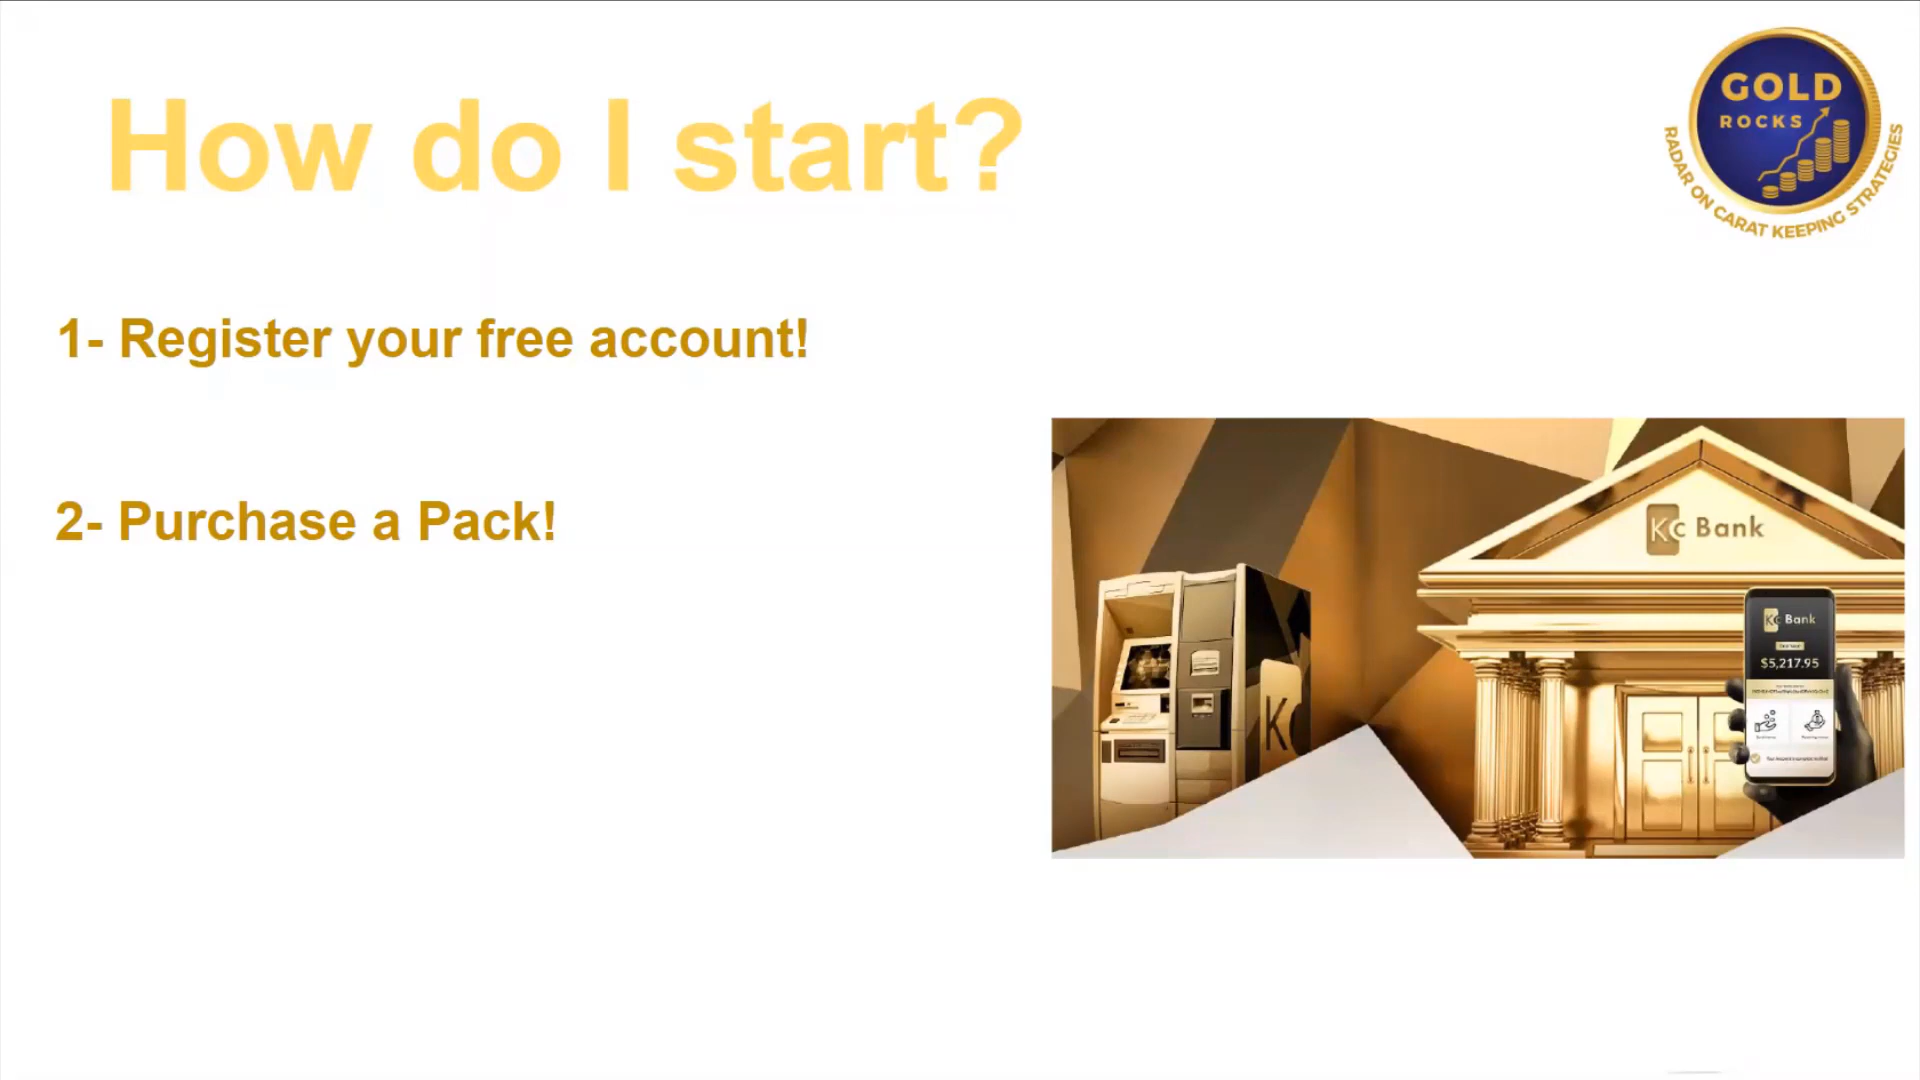 How do I start?
GOLD
ROCKS
RADAR ON CARAT KEEPING STRATEGIES
1- Register your free account!
2- Purchase a Pack!
Kc Bank
Kc Bank
$5,217.95
K